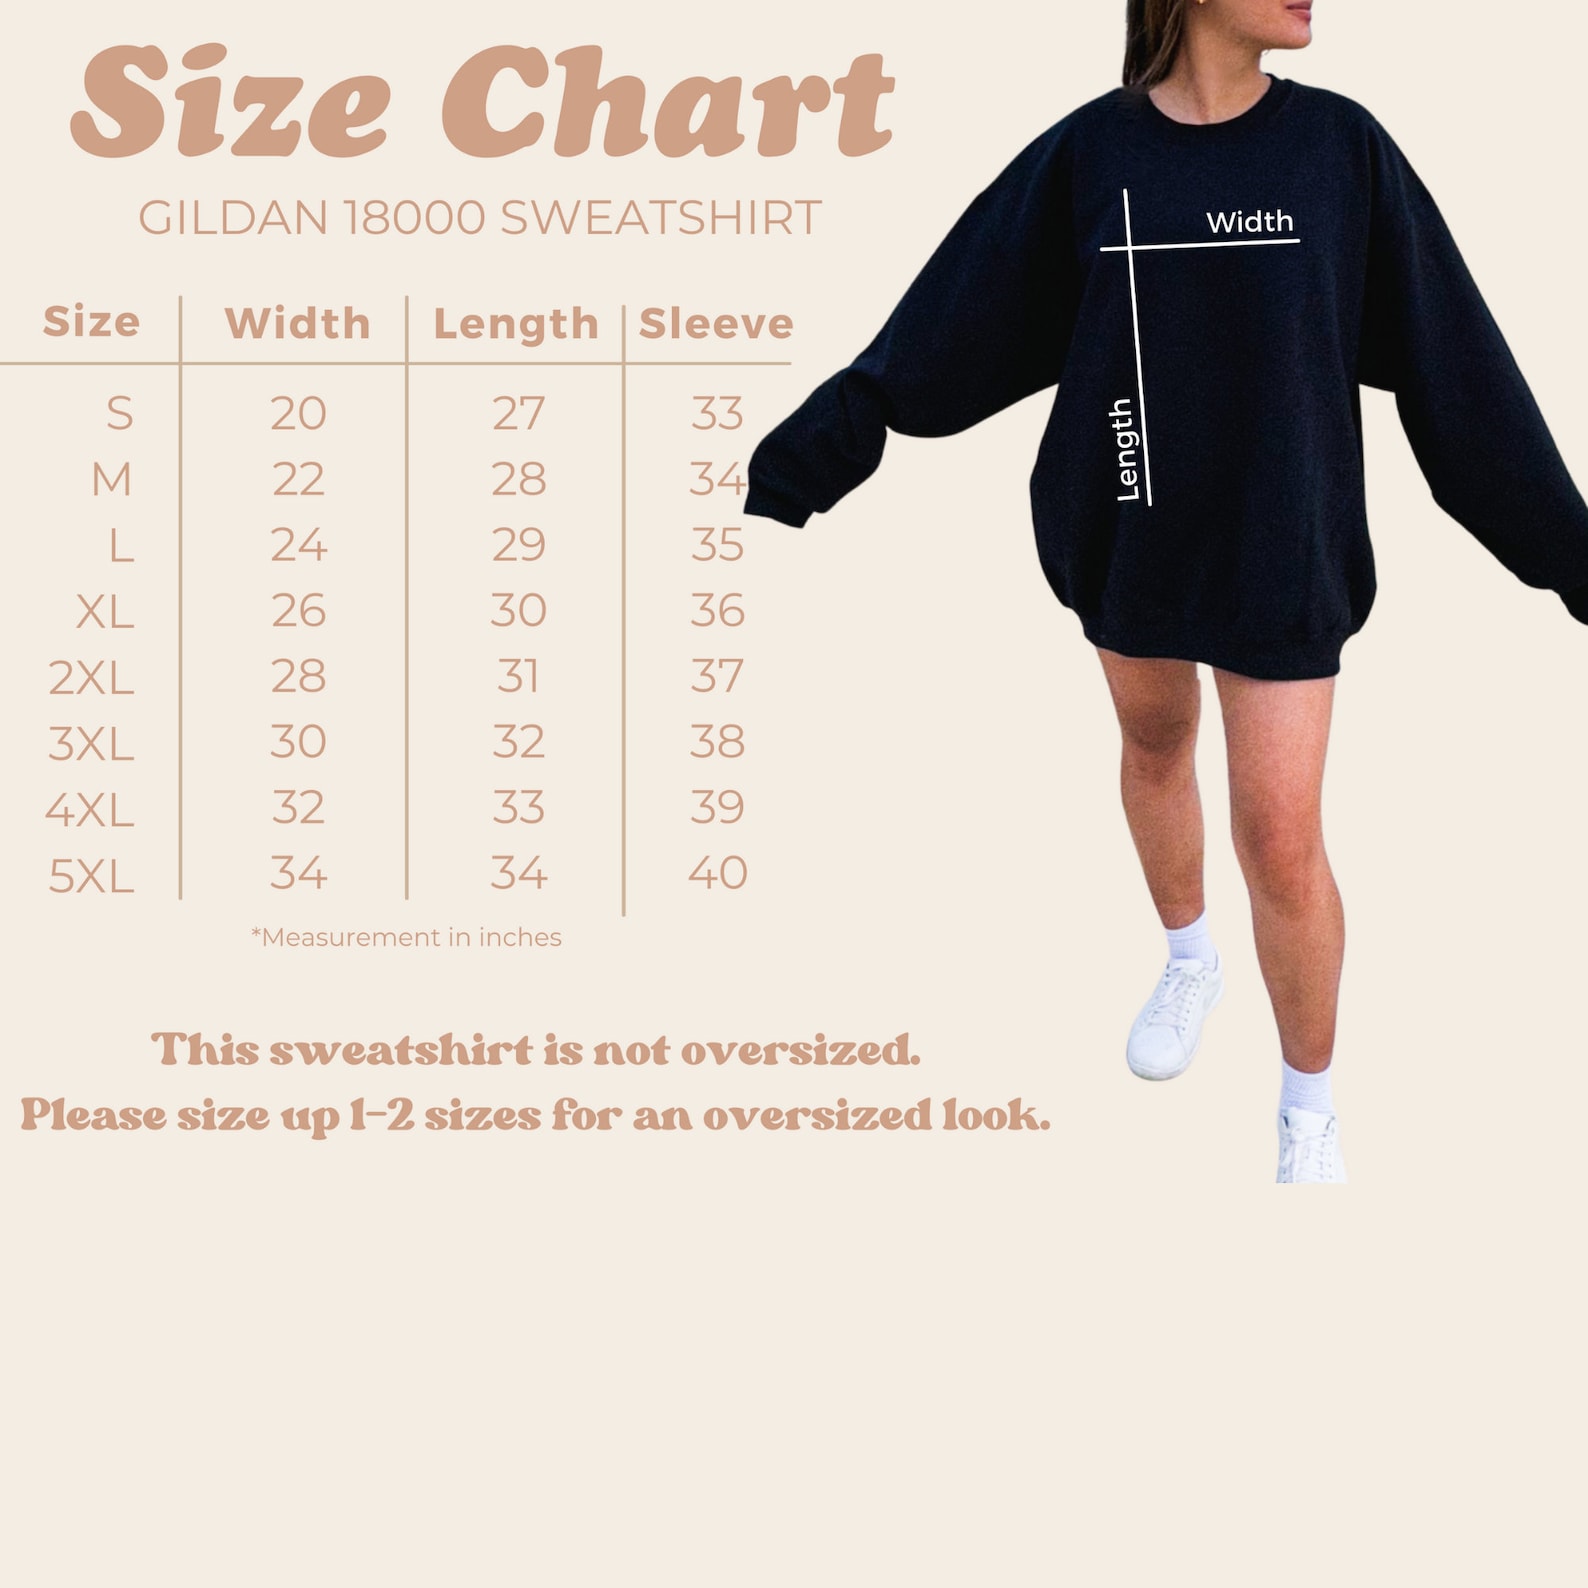 Size Chart
GILDAN 18000 SWEATSHIRT
Size Width Length Sleeve
S 20 27 33
M 22 28 34
L 24 29 35
XL 26 30 36
2XL 28 31 37
3XL 30 32 38
4XL 32 33 39
5XL 34 34 40
*Measurement in inches
This sweatshirt is not oversized.
Please size up 1-2 sizes for an oversized look.
Width
Length